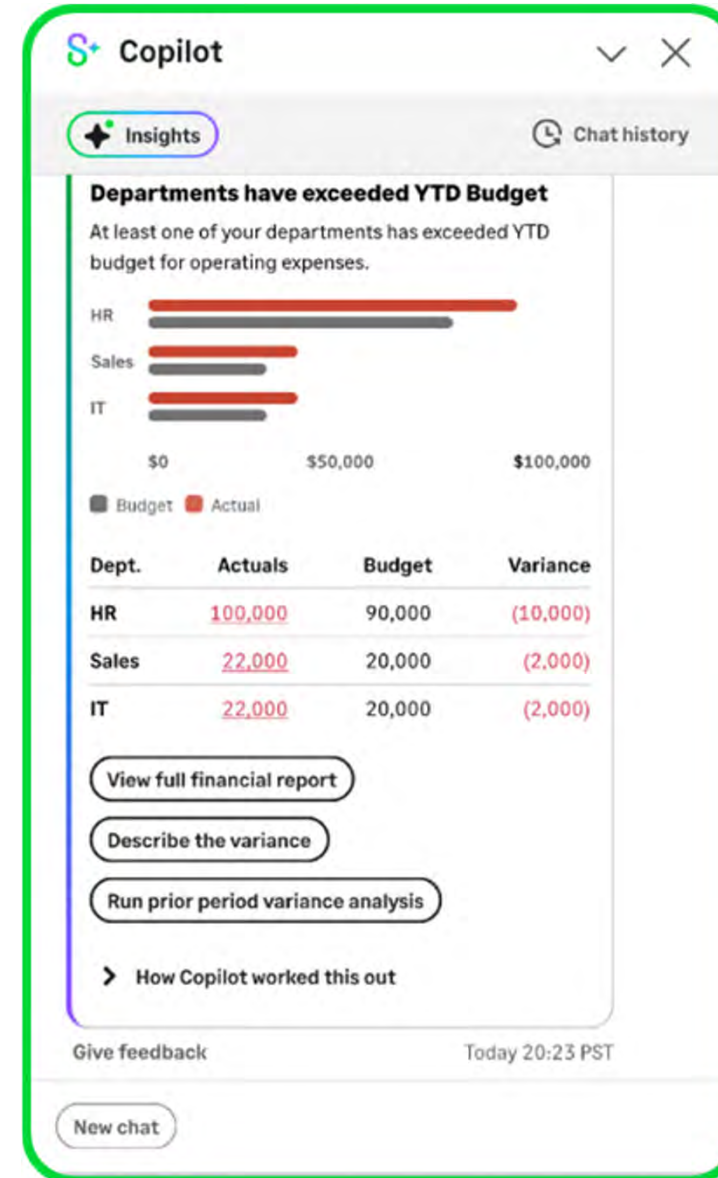 Copilot
Insights
Chat history
Departments have exceeded YTD Budget
At least one of your departments has exceeded YTD
budget for operating expenses.
HR
Sales
IT
$0 $50,000 $100,000
Budget Actual
Dept. Actuals Budget Variance
HR 100,000 90,000 (10,000)
Sales 22,000 20,000 (2,000)
IT 22,000 20,000 (2,000)
View full financial report
Describe the variance
Run prior period variance analysis
How Copilot worked this out
Give feedback Today 20:23 PST
New chat